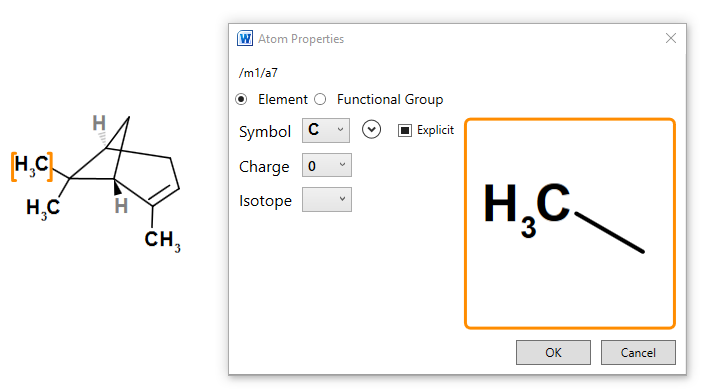 W Atom Properties
/m1/a7
Element Functional Group
Symbol C Explicit
Charge 0
Isotope
H₃C
OK Cancel
H
[H₃C]
H₃C
H
CH₃